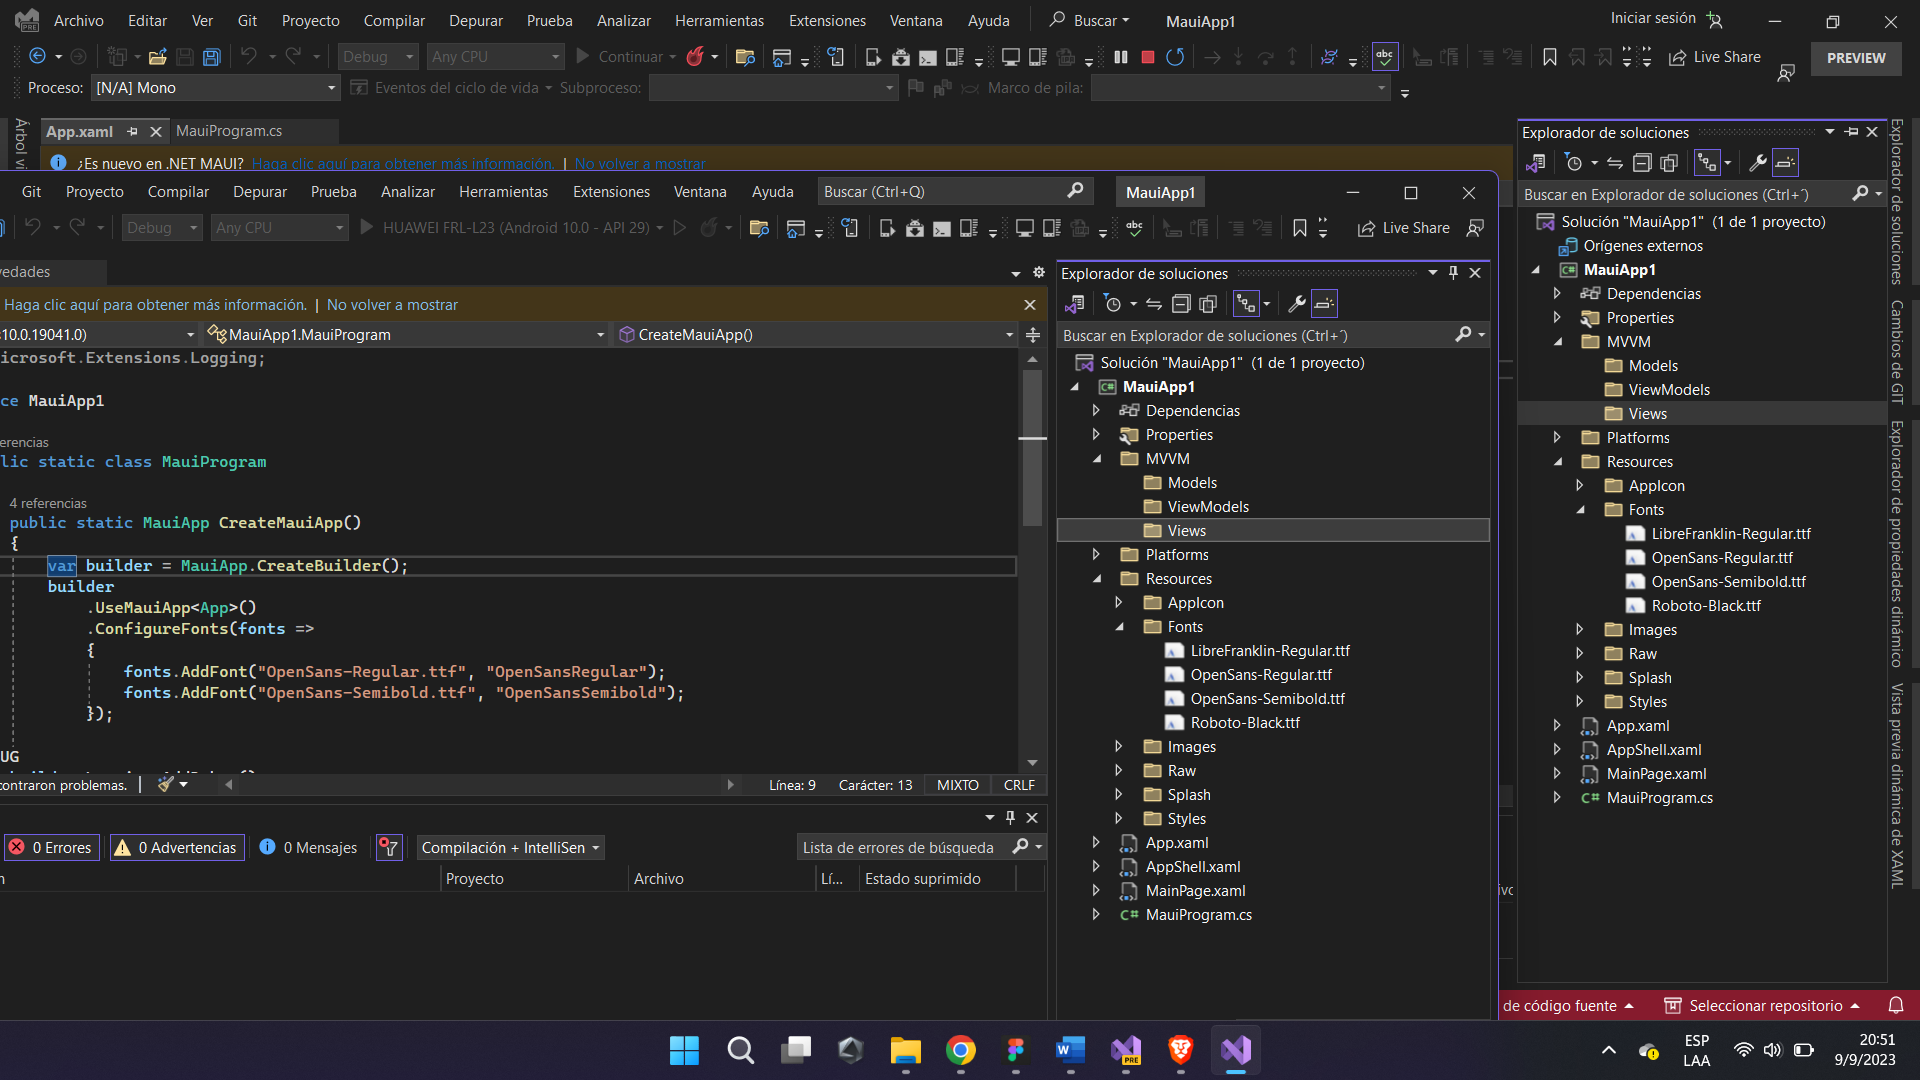 Archivo Editar Ver Git Proyecto Compilar Depurar Prueba Analizar Herramientas Extensiones Ventana Ayuda Buscar MauiApp1 Iniciar sesión
Debug Any CPU Continuar abc Live Share PREVIEW
Proceso: [N/A] Mono Eventos del ciclo de vida Subproceso: Marco de pila:
App.xaml MauiProgram.cs
¿Es nuevo en .NET MAUI? Haga clic aquí para obtener más información. | No volver a mostrar
Git Proyecto Compilar Depurar Prueba Analizar Herramientas Extensiones Ventana Ayuda Buscar (Ctrl+Q) MauiApp1
Debug Any CPU HUAWEI FRL-L23 (Android 10.0 - API 29) abc Live Share
vedades
Haga clic aquí para obtener más información. | No volver a mostrar
10.0.19041.0) MauiApp1.MauiProgram CreateMauiApp()
icrosoft.Extensions.Logging;
ce MauiApp1
erencias
lic static class MauiProgram
4 referencias
public static MauiApp CreateMauiApp()
{
var builder = MauiApp.CreateBuilder();
builder
.UseMauiApp<App>()
.ConfigureFonts(fonts =>
{
fonts.AddFont("OpenSans-Regular.ttf", "OpenSansRegular");
fonts.AddFont("OpenSans-Semibold.ttf", "OpenSansSemibold");
});
UG
contraron problemas. Línea: 9 Carácter: 13 MIXTO CRLF
0 Errores 0 Advertencias 0 Mensajes Compilación + IntelliSen Lista de errores de búsqueda
n Proyecto Archivo Lí... Estado suprimido
Explorador de soluciones
Buscar en Explorador de soluciones (Ctrl+´)
Solución "MauiApp1" (1 de 1 proyecto)
MauiApp1
Dependencias
Properties
MVVM
Models
ViewModels
Views
Platforms
Resources
AppIcon
Fonts
LibreFranklin-Regular.ttf
OpenSans-Regular.ttf
OpenSans-Semibold.ttf
Roboto-Black.ttf
Images
Raw
Splash
Styles
App.xaml
AppShell.xaml
MainPage.xaml
MauiProgram.cs
Explorador de soluciones
Buscar en Explorador de soluciones (Ctrl+´)
Solución "MauiApp1" (1 de 1 proyecto)
Orígenes externos
MauiApp1
Dependencias
Properties
MVVM
Models
ViewModels
Views
Platforms
Resources
AppIcon
Fonts
LibreFranklin-Regular.ttf
OpenSans-Regular.ttf
OpenSans-Semibold.ttf
Roboto-Black.ttf
Images
Raw
Splash
Styles
App.xaml
AppShell.xaml
MainPage.xaml
MauiProgram.cs
Explorador de soluciones
Cambios de GIT
Explorador de propiedades dinámico
Vista previa dinámica de XAML
Árbol vi
ivo
de código fuente Seleccionar repositorio
PRE
ESP
LAA
20:51
9/9/2023